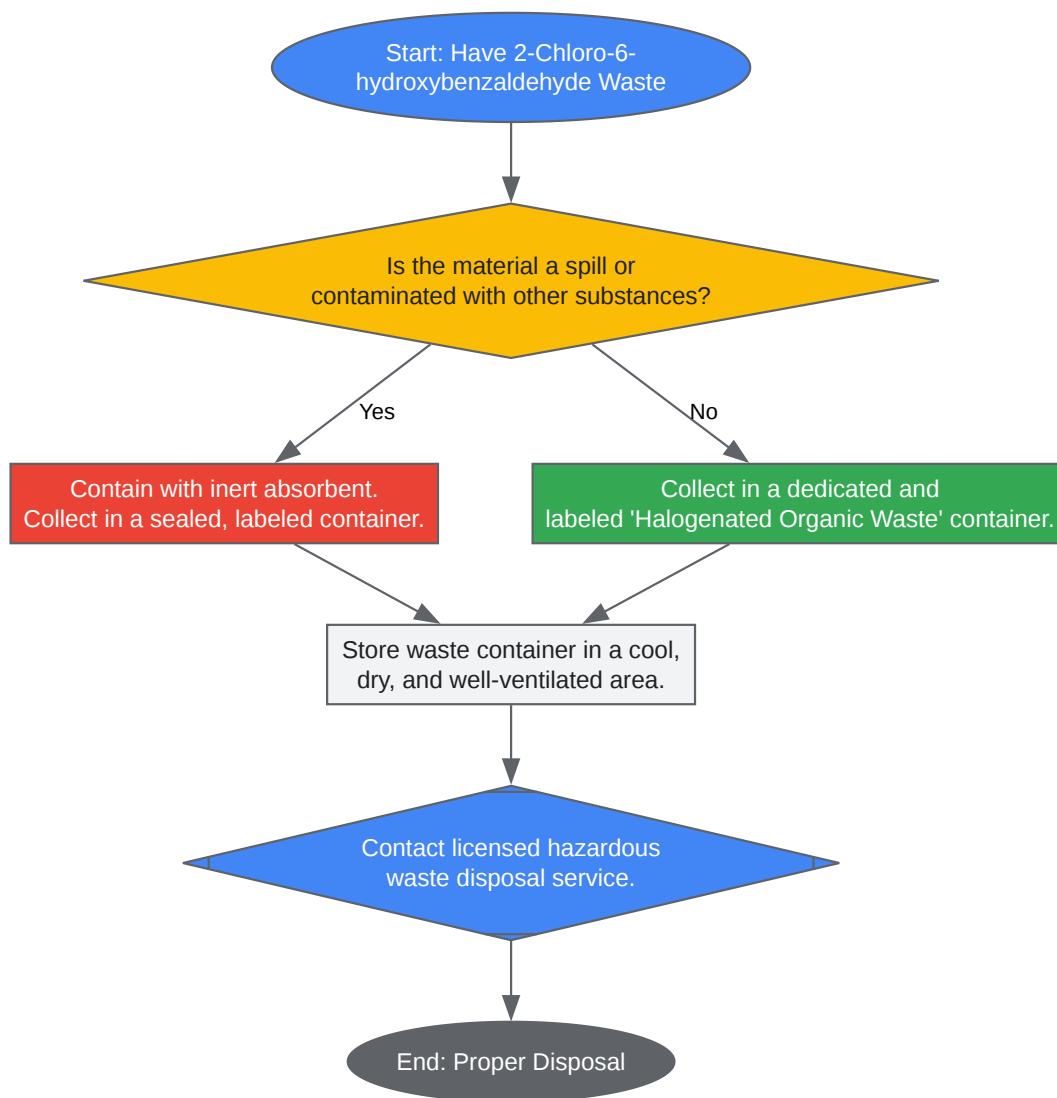 Start: Have 2-Chloro-6-
hydroxybenzaldehyde Waste
Is the material a spill or
contaminated with other substances?
Yes
No
Contain with inert absorbent.
Collect in a sealed, labeled container.
Collect in a dedicated and
labeled 'Halogenated Organic Waste' container.
Store waste container in a cool,
dry, and well-ventilated area.
Contact licensed hazardous
waste disposal service.
End: Proper Disposal